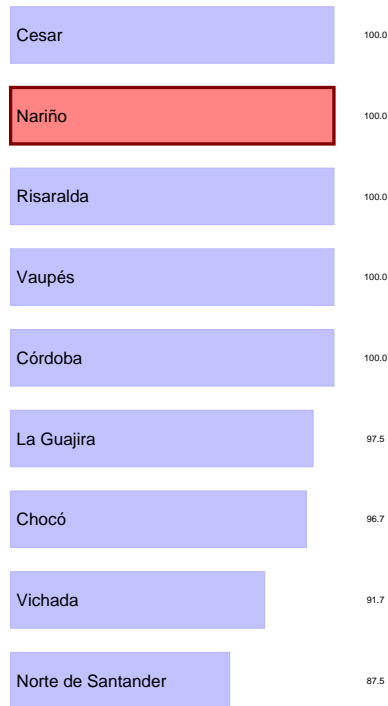 Cesar 100.0
Nariño 100.0
Risaralda 100.0
Vaupés 100.0
Córdoba 100.0
La Guajira 97.5
Chocó 96.7
Vichada 91.7
Norte de Santander 87.5